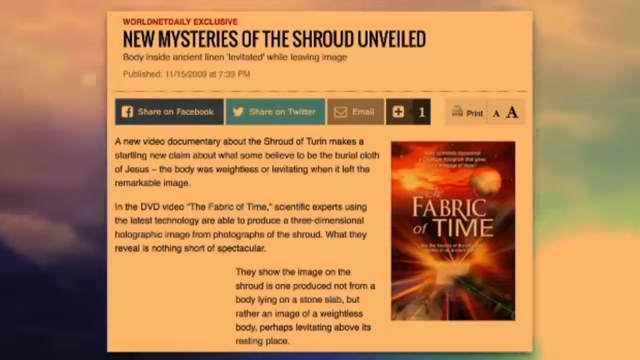 WORLDNETDAILY EXCLUSIVE
NEW MYSTERIES OF THE SHROUD UNVEILED
Body inside ancient linen 'levitated' while leaving image
Published: 11/15/2009 at 7:39 PM
Share on Facebook
Share on Twitter
Email
1
Print
A A
A new video documentary about the Shroud of Turin makes a
startling new claim about what some believe to be the burial cloth
of Jesus – the body was weightless or levitating when it left the
remarkable image.
In the DVD video "The Fabric of Time," scientific experts using
the latest technology are able to produce a three-dimensional
holographic image from photographs of the shroud. What they
reveal is nothing short of spectacular.
They show the image on the
shroud is one produced not from a
body lying on a stone slab, but
rather an image of a weightless
body, perhaps levitating above its
resting place.
The
FABRIC
of TIME